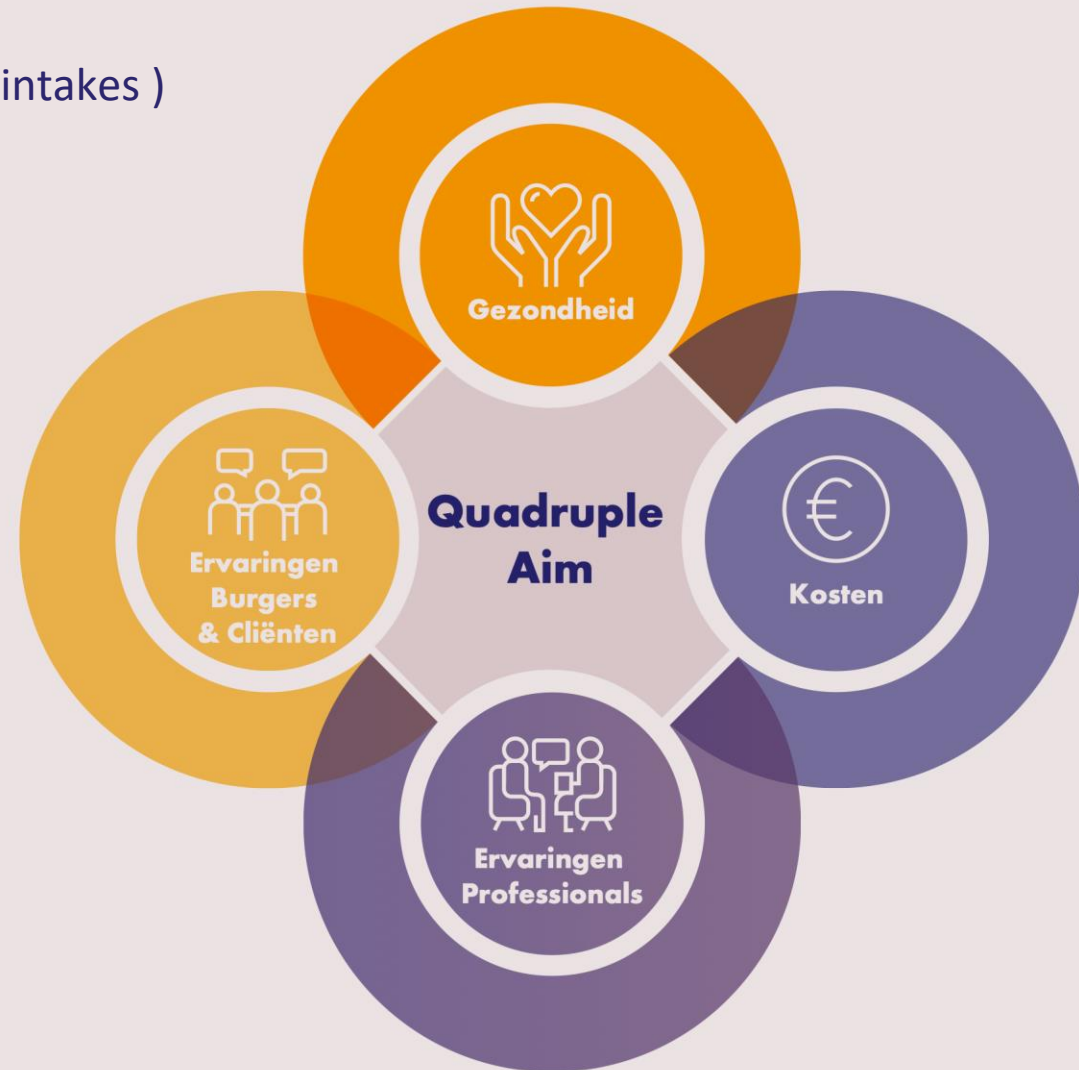 intakes )
Gezondheid
Quadruple
Aim
Ervaringen
Burgers
& Cliënten
€
Kosten
Ervaringen
Professionals